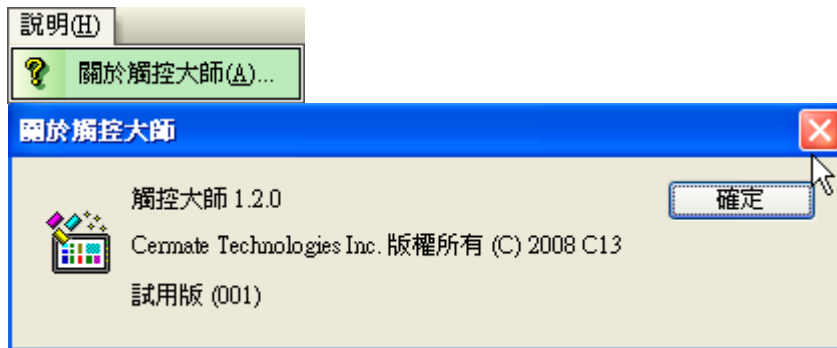 說明(H)
關於觸控大師(A)...
關於觸控大師
觸控大師 1.2.0
確定
Cermate Technologies Inc. 版權所有 (C) 2008 C13
試用版 (001)